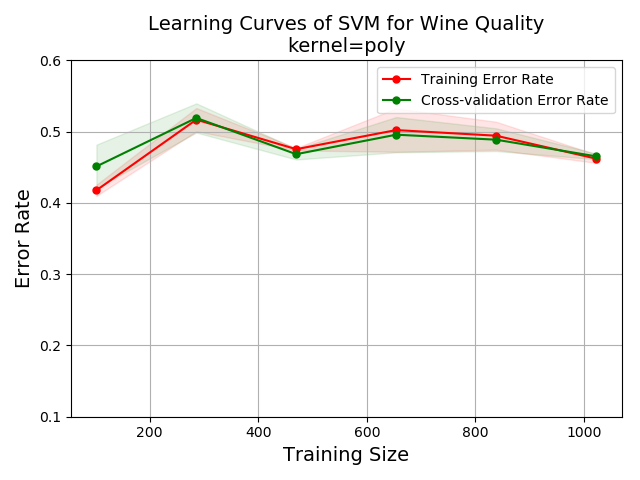 Learning Curves of SVM for Wine Quality
kernel=poly
Training Error Rate
Cross-validation Error Rate
Error Rate
0.6
0.5
0.4
0.3
0.2
0.1
200 400 600 800 1000
Training Size